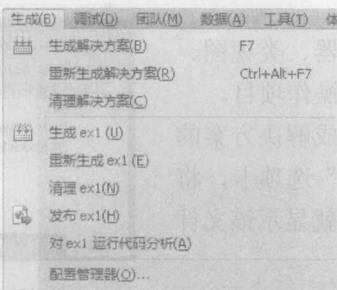 生成(B) 调试(D) 团队(M) 数据(A) 工具(T) 体
生成解决方案(B) F7
重新生成解决方案(R) Ctrl+Alt+F7
清理解决方案(C)
生成 ex1 (U)
重新生成 ex1 (E)
清理 ex1(N)
发布 ex1(H)
对 ex1 运行代码分析(A)
配置管理器(O)...